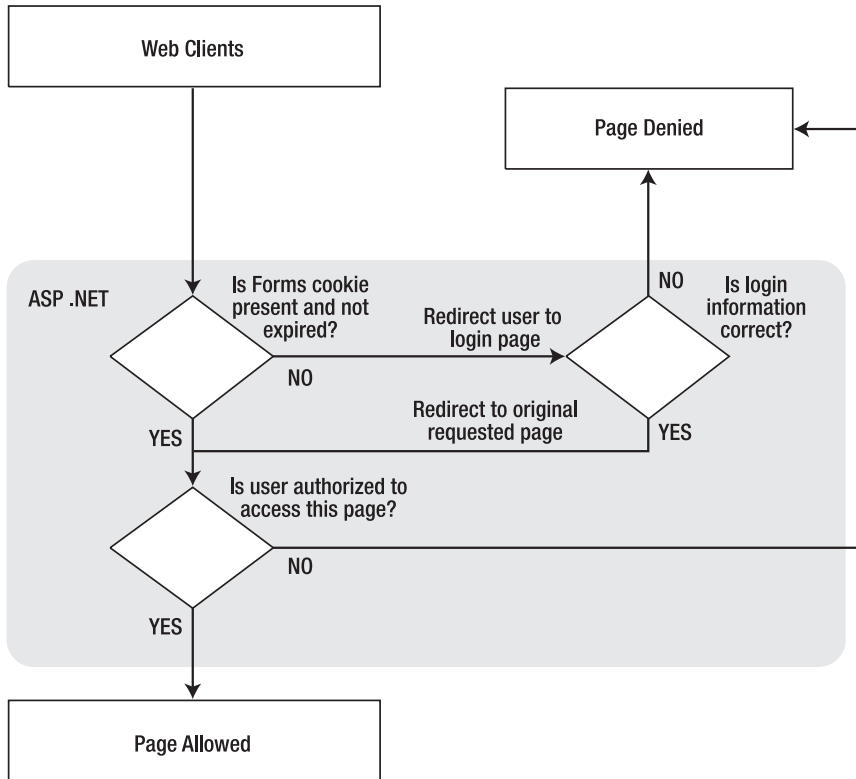 Web Clients
Page Denied
ASP .NET
Is Forms cookie
present and not
expired?
NO
Is login
information
correct?
Redirect user to
login page
NO
Redirect to original
requested page
YES
YES
Is user authorized to
access this page?
NO
YES
Page Allowed